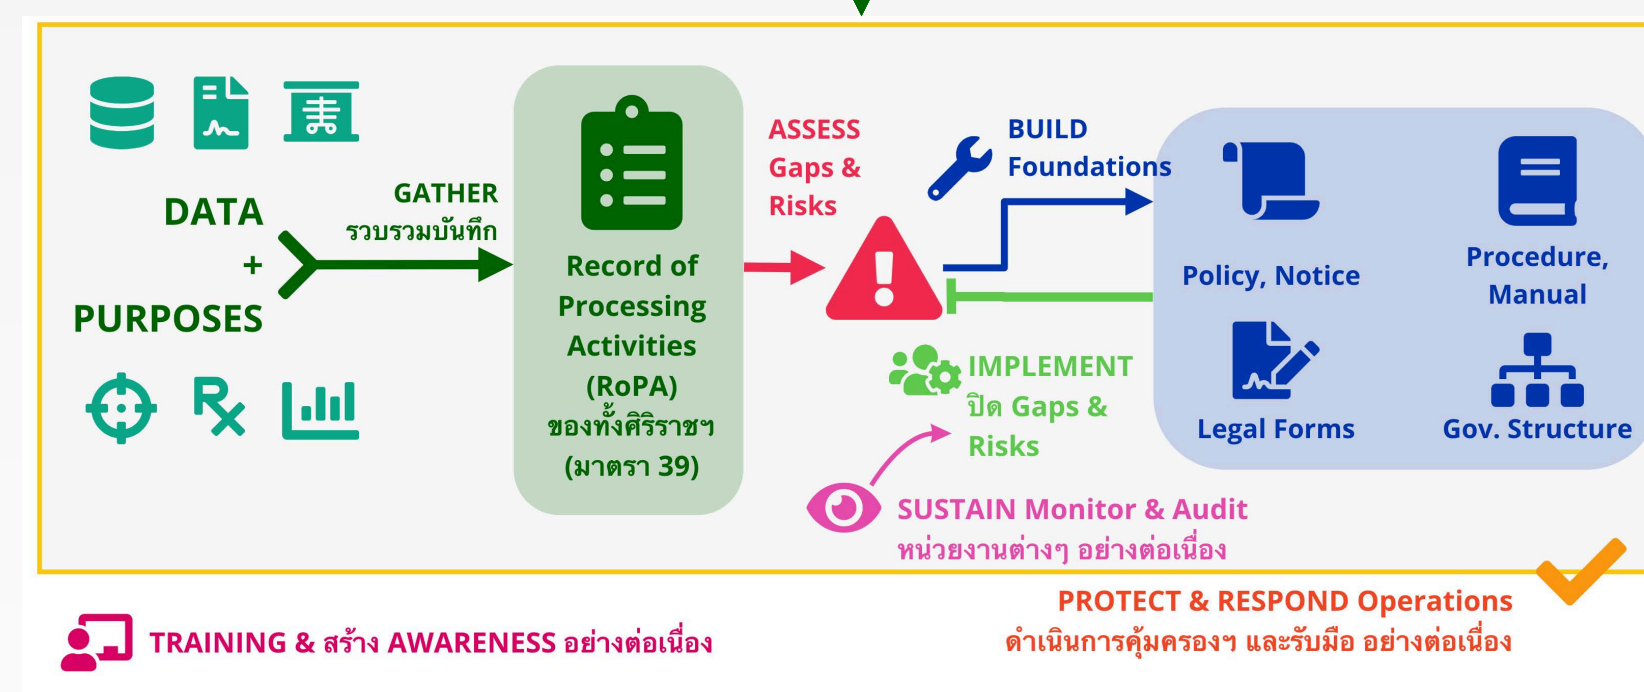 DATA
+
PURPOSES
GATHER
รวบรวมบันทึก
Record of
Processing
Activities
(RoPA)
ของทั้งศิริราชฯ
(มาตรา 39)
ASSESS
Gaps &
Risks
BUILD
Foundations
Policy, Notice
Procedure,
Manual
Legal Forms
Gov. Structure
IMPLEMENT
ปิด Gaps &
Risks
SUSTAIN Monitor & Audit
หน่วยงานต่างๆ อย่างต่อเนื่อง
PROTECT & RESPOND Operations
ดำเนินการคุ้มครองฯ และรับมือ อย่างต่อเนื่อง
TRAINING & สร้าง AWARENESS อย่างต่อเนื่อง